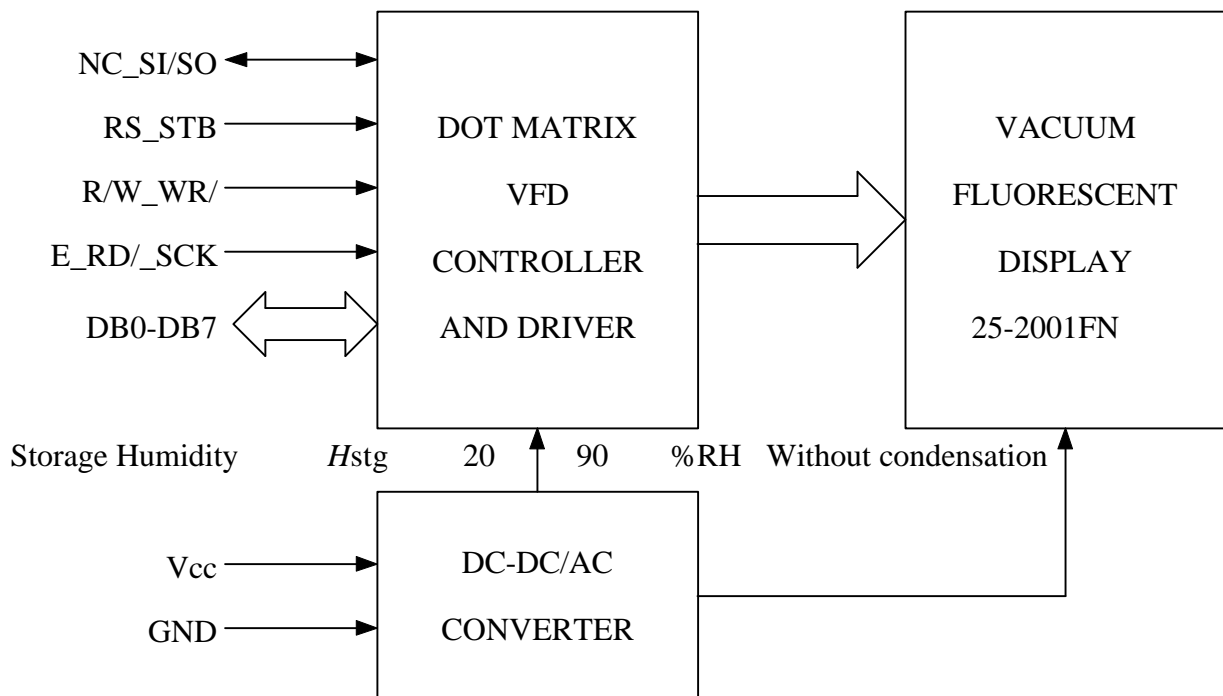 NC_SI/SO
RS_STB
R/W_WR/
E_RD/_SCK
DB0-DB7
DOT MATRIX
VFD
CONTROLLER
AND DRIVER
VACUUM
FLUORESCENT
DISPLAY
25-2001FN
Storage Humidity Hstg 20 90 %RH Without condensation
Vcc
GND
DC-DC/AC
CONVERTER